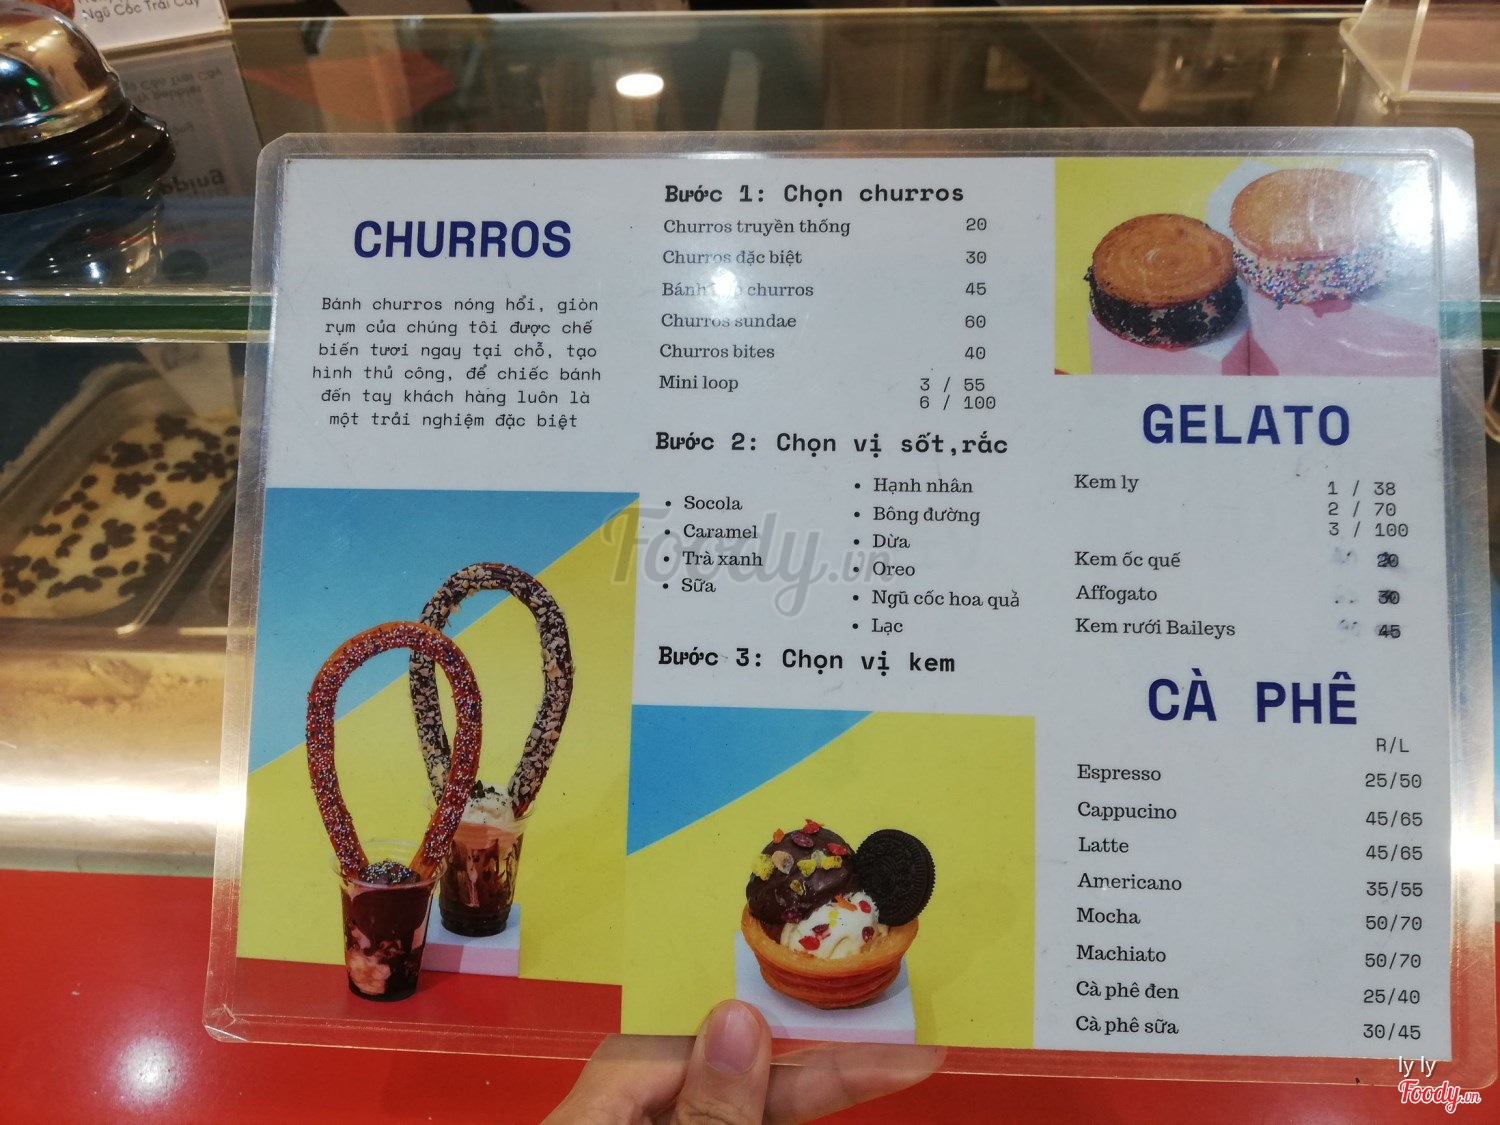 Ngũ Cốc Trái Cây
CHURROS
Bánh churros nóng hổi, giòn
rụm của chúng tôi được chế
biến tươi ngay tại chỗ, tạo
hình thủ công, để chiếc bánh
đến tay khách hàng luôn là
một trải nghiệm đặc biệt
Bước 1: Chọn churros
Churros truyền thống 20
Churros đặc biệt 30
Bánh churros 45
Churros sundae 60
Churros bites 40
Mini loop 3 / 55
6 / 100
Bước 2: Chọn vị sốt,rắc
• Socola
• Caramel
• Trà xanh
• Sữa
• Hạnh nhân
• Bông đường
• Dừa
• Oreo
• Ngũ cốc hoa quả
• Lạc
Bước 3: Chọn vị kem
GELATO
Kem ly 1 / 38
2 / 70
3 / 100
Kem ốc quế 20
Affogato 30
Kem rưới Baileys 45
CÀ PHÊ
R/L
Espresso 25/50
Cappucino 45/65
Latte 45/65
Americano 35/55
Mocha 50/70
Machiato 50/70
Cà phê đen 25/40
Cà phê sữa 30/45
Foody.vn
ly ly
Foody.vn